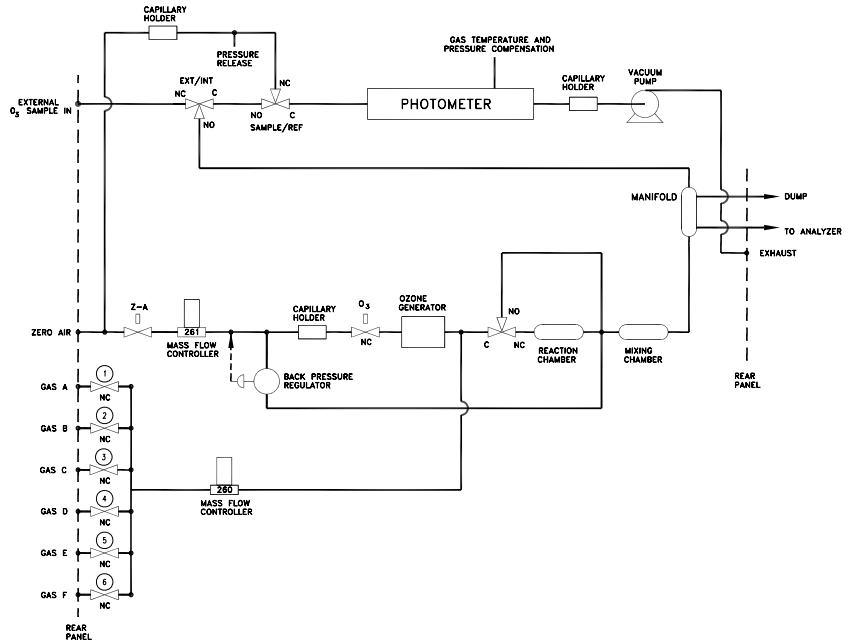 CAPILLARY
HOLDER
PRESSURE
RELEASE
GAS TEMPERATURE AND
PRESSURE COMPENSATION
EXT/INT
NC
C
NC
EXTERNAL
O3 SAMPLE IN
NO
NO
C
SAMPLE/REF
PHOTOMETER
CAPILLARY
HOLDER
VACUUM
PUMP
MANIFOLD
DUMP
TO ANALYZER
EXHAUST
REAR
PANEL
ZERO AIR
Z-A
261
MASS FLOW
CONTROLLER
CAPILLARY
HOLDER
O3
NC
OZONE
GENERATOR
NO
C
NC
REACTION
CHAMBER
MIXING
CHAMBER
BACK PRESSURE
REGULATOR
GAS A
1
NC
GAS B
2
NC
GAS C
3
NC
260
MASS FLOW
CONTROLLER
GAS D
4
NC
GAS E
5
NC
GAS F
6
NC
REAR
PANEL